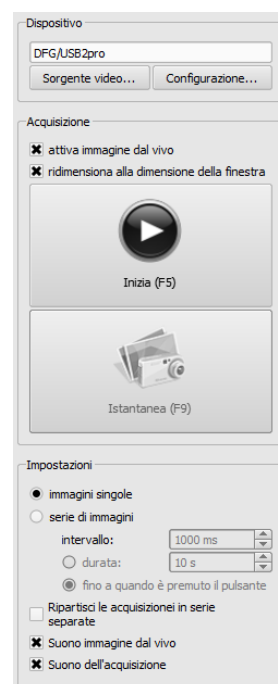 Dispositivo
DFG/USB2pro
Sorgente video... Configurazione...
Acquisizione
attiva immagine dal vivo
ridimensiona alla dimensione della finestra
Inizia (F5)
Istantanea (F9)
Impostazioni
immagini singole
serie di immagini
intervallo: 1000 ms
durata: 10 s
fino a quando è premuto il pulsante
Ripartisci le acquisizionei in serie
separate
Suono immagine dal vivo
Suono dell'acquisizione